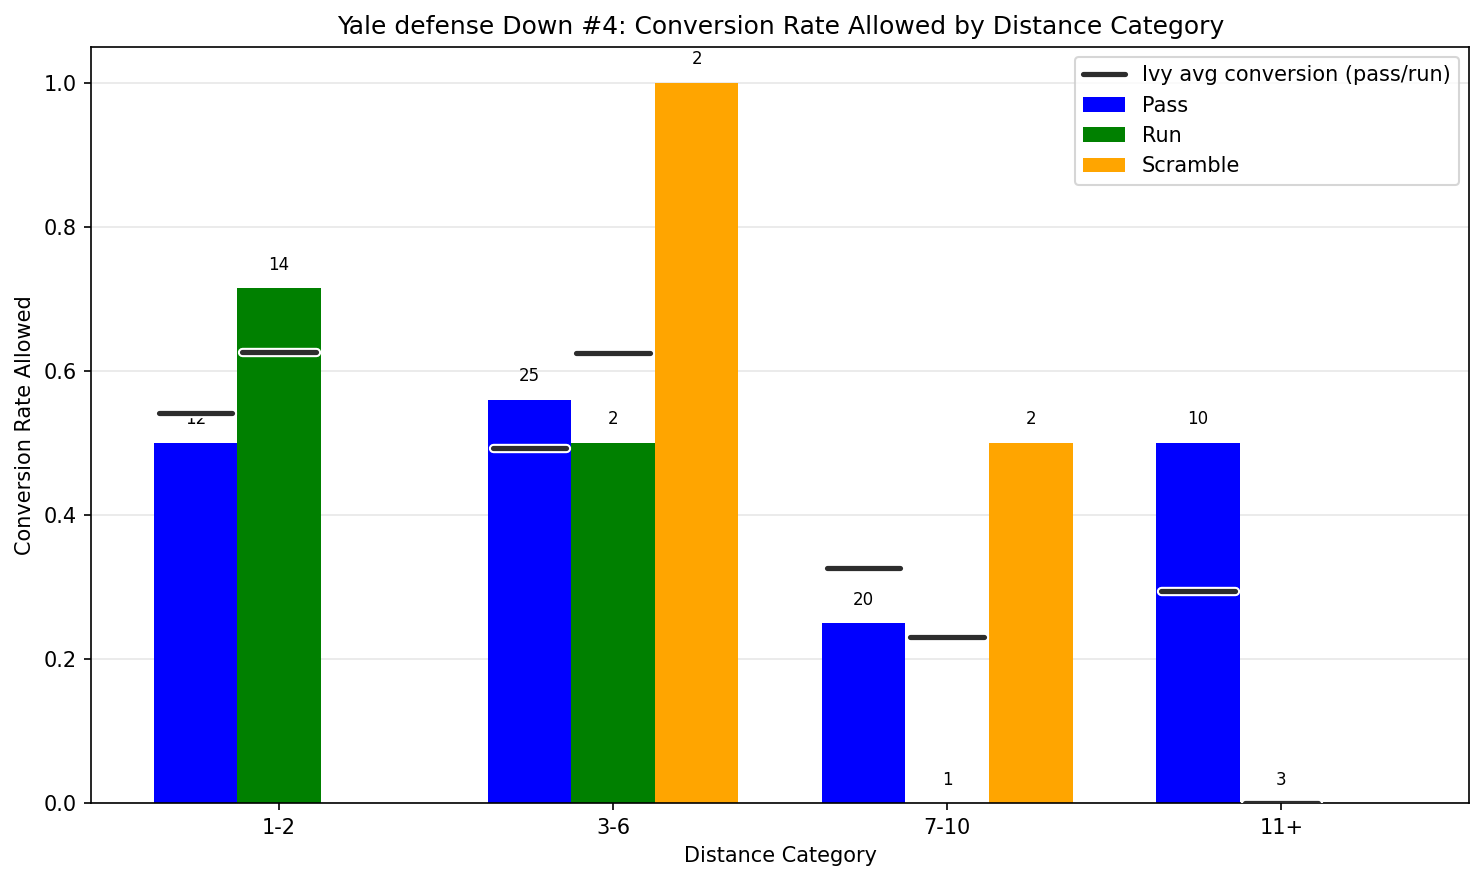 Yale defense Down #4: Conversion Rate Allowed by Distance Category
Ivy avg conversion (pass/run)
Pass
Run
Scramble
Conversion Rate Allowed
1.0
0.8
0.6
0.4
0.2
0.0
12
14
25
2
2
20
1
2
10
3
1-2
3-6
7-10
11+
Distance Category